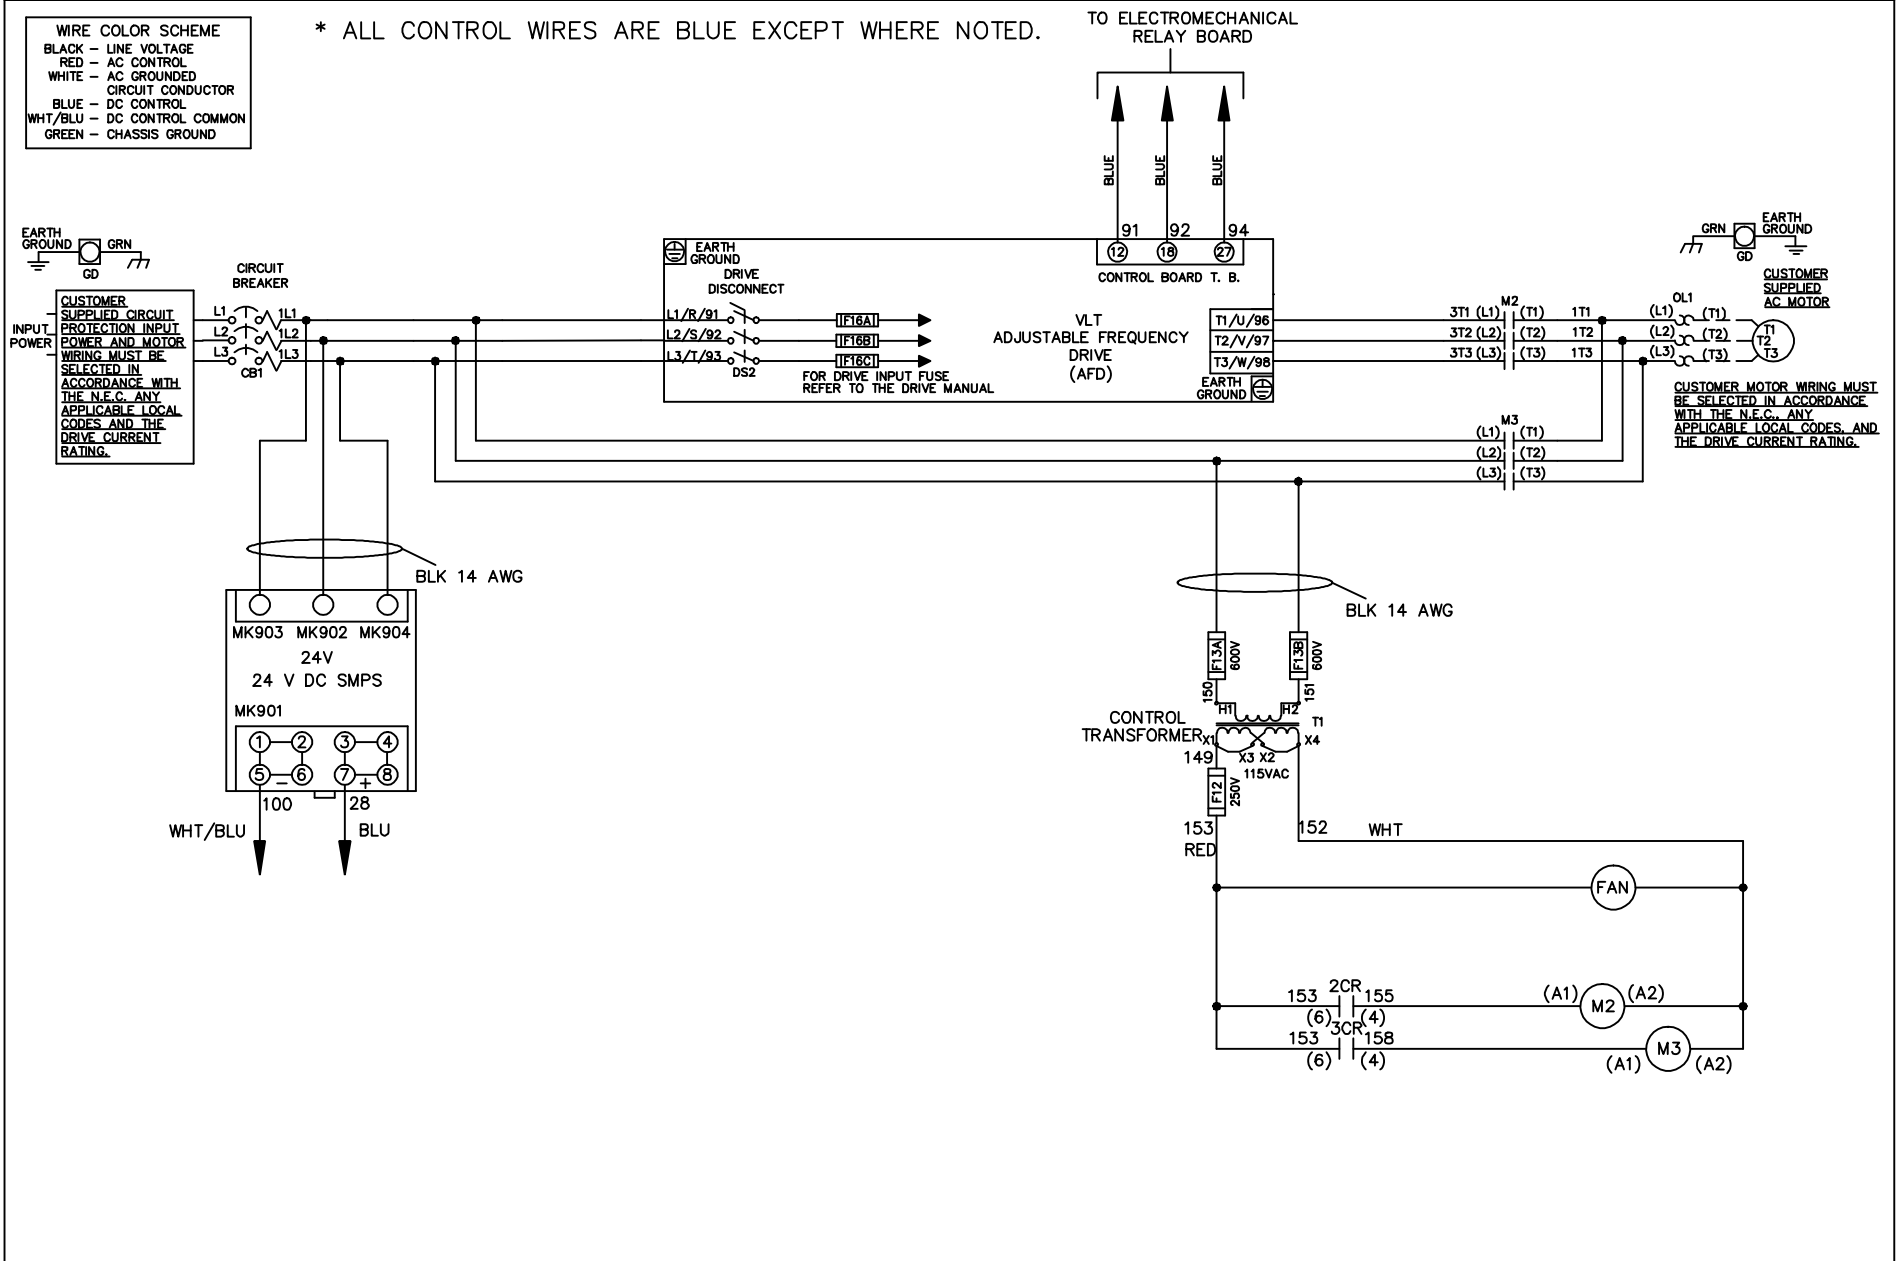 WIRE COLOR SCHEME
BLACK – LINE VOLTAGE
RED – AC CONTROL
WHITE – AC GROUNDED
CIRCUIT CONDUCTOR
BLUE – DC CONTROL
WHT/BLU – DC CONTROL COMMON
GREEN – CHASSIS GROUND
* ALL CONTROL WIRES ARE BLUE EXCEPT WHERE NOTED.
TO ELECTROMECHANICAL
RELAY BOARD
BLUE
BLUE
BLUE
91 92 94
12 18 27
CONTROL BOARD T. B.
EARTH
GROUND
GRN
GD
CIRCUIT
BREAKER
INPUT
POWER
CUSTOMER
SUPPLIED CIRCUIT
PROTECTION INPUT
POWER AND MOTOR
WIRING MUST BE
SELECTED IN
ACCORDANCE WITH
THE N.E.C. ANY
APPLICABLE LOCAL
CODES AND THE
DRIVE CURRENT
RATING.
L1 1L1
L2 1L2
L3 1L3
CB1
EARTH
GROUND
DRIVE
DISCONNECT
L1/R/91
L2/S/92
L3/T/93
DS2
F16A
F16B
F16C
FOR DRIVE INPUT FUSE
REFER TO THE DRIVE MANUAL
VLT
ADJUSTABLE FREQUENCY
DRIVE
(AFD)
T1/U/96
T2/V/97
T3/W/98
EARTH
GROUND
M2
3T1 (L1) (T1) 1T1
3T2 (L2) (T2) 1T2
3T3 (L3) (T3) 1T3
M3
(L1) (T1)
(L2) (T2)
(L3) (T3)
GRN
EARTH
GROUND
GD
CUSTOMER
SUPPLIED
AC MOTOR
OL1
(L1) (T1)
(L2) (T2)
(L3) (T3)
T1
T2
T3
CUSTOMER MOTOR WIRING MUST
BE SELECTED IN ACCORDANCE
WITH THE N.E.C., ANY
APPLICABLE LOCAL CODES, AND
THE DRIVE CURRENT RATING.
BLK 14 AWG
MK903 MK902 MK904
24V
24 V DC SMPS
MK901
1 2 3 4
5 6 7 8
– +
100 28
WHT/BLU BLU
BLK 14 AWG
F13A 600V
F13B 600V
150 151
H1 H2
T1
CONTROL
TRANSFORMER
X1 X3 X2 X4
149
115VAC
F12 250V
153
RED
152 WHT
FAN
153 2CR 155
(6) (4)
(A1) M2 (A2)
153 3CR 158
(6) (4)
(A1) M3 (A2)